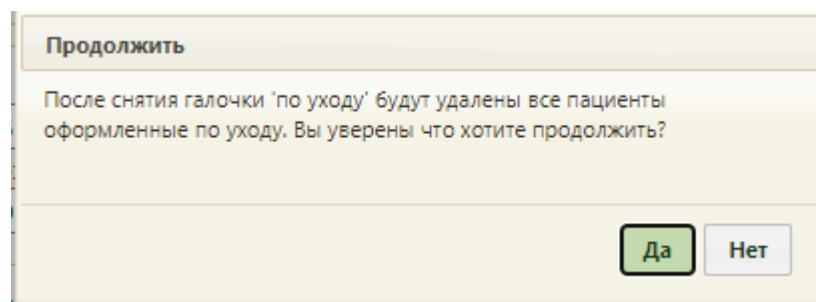 Продолжить
После снятия галочки 'по уходу' будут удалены все пациенты
оформленные по уходу. Вы уверены что хотите продолжить?
Да Нет